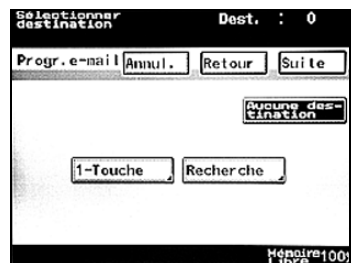 Sélectionner
destination
Dest. : 0
Progr.e-mail
Annul.
Retour
Suite
Aucune des-
tination
1-Touche
Recherche
Mémoire
Libre 100%